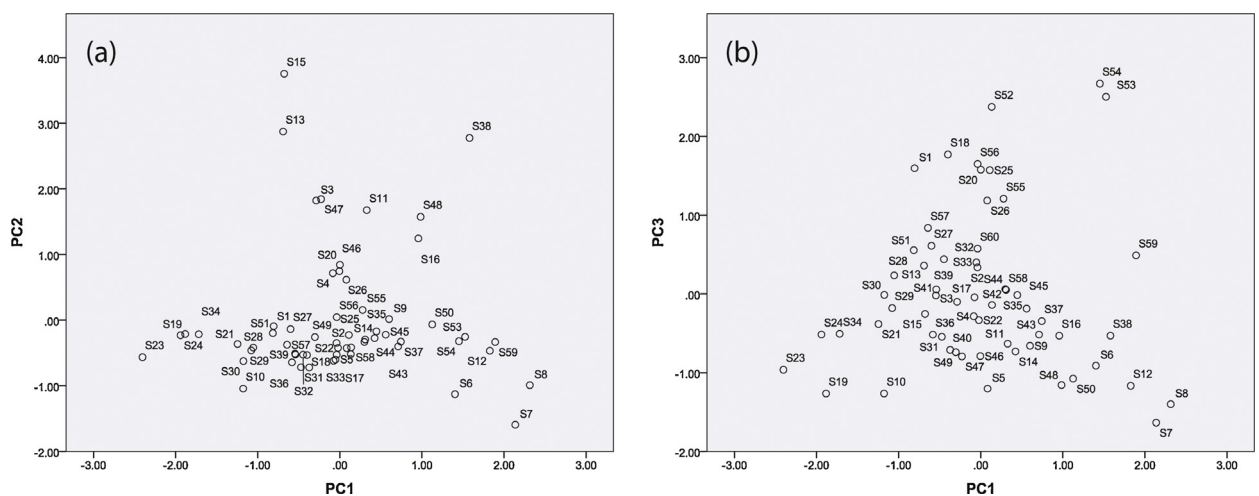 (a)
4.00
3.00
2.00
1.00
.00
-1.00
-2.00
PC2
-3.00 -2.00 -1.00 .00 1.00 2.00 3.00
PC1
S15
S13
S38
S3
S47
S11
S48
S16
S46
S20
S4
S26
S55
S56
S25
S35
S9
S50
S34
S19
S24
S21
S51
S1
S27
S49
S2
S14
S45
S53
S28
S57
S39
S22
S5
S58
S44
S37
S54
S59
S12
S23
S29
S30
S10
S36
S31
S18
S33
S17
S32
S43
S6
S8
S7
(b)
3.00
2.00
1.00
.00
-1.00
-2.00
PC3
-3.00 -2.00 -1.00 .00 1.00 2.00 3.00
PC1
S54
S53
S52
S18
S1
S56
S25
S20
S55
S26
S57
S27
S51
S60
S32
S59
S28
S33
S13
S39
S2
S44
S58
S30
S41
S17
S42
S45
S29
S3
S35
S37
S15
S4
S22
S43
S16
S38
S24
S34
S21
S36
S40
S11
S9
S31
S49
S47
S46
S14
S6
S23
S19
S10
S5
S48
S50
S12
S8
S7